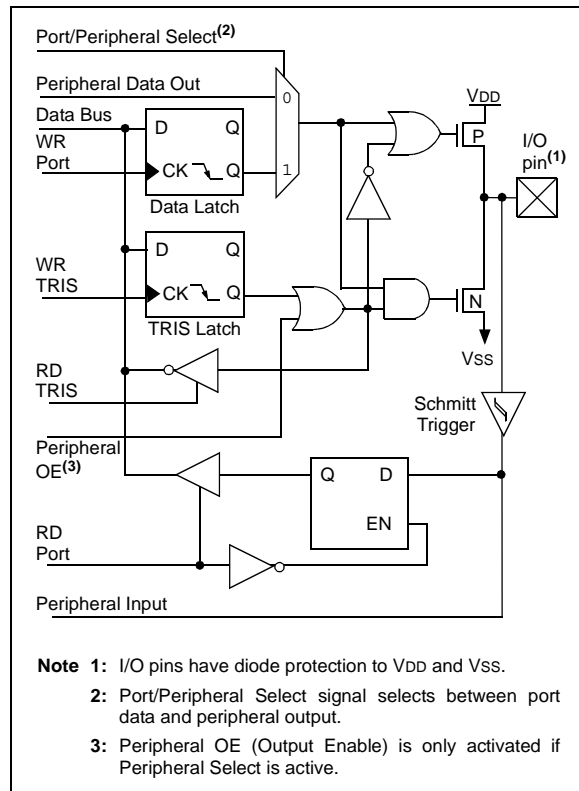 Port/Peripheral Select(2)
Peripheral Data Out
Data Bus
WR
Port
D Q
CK Q
Data Latch
0
1
VDD
P
I/O
pin(1)
WR
TRIS
D Q
CK Q
TRIS Latch
N
VSS
RD
TRIS
Schmitt
Trigger
Peripheral
OE(3)
Q D
EN
RD
Port
Peripheral Input
Note 1: I/O pins have diode protection to VDD and VSS.
2: Port/Peripheral Select signal selects between port
data and peripheral output.
3: Peripheral OE (Output Enable) is only activated if
Peripheral Select is active.